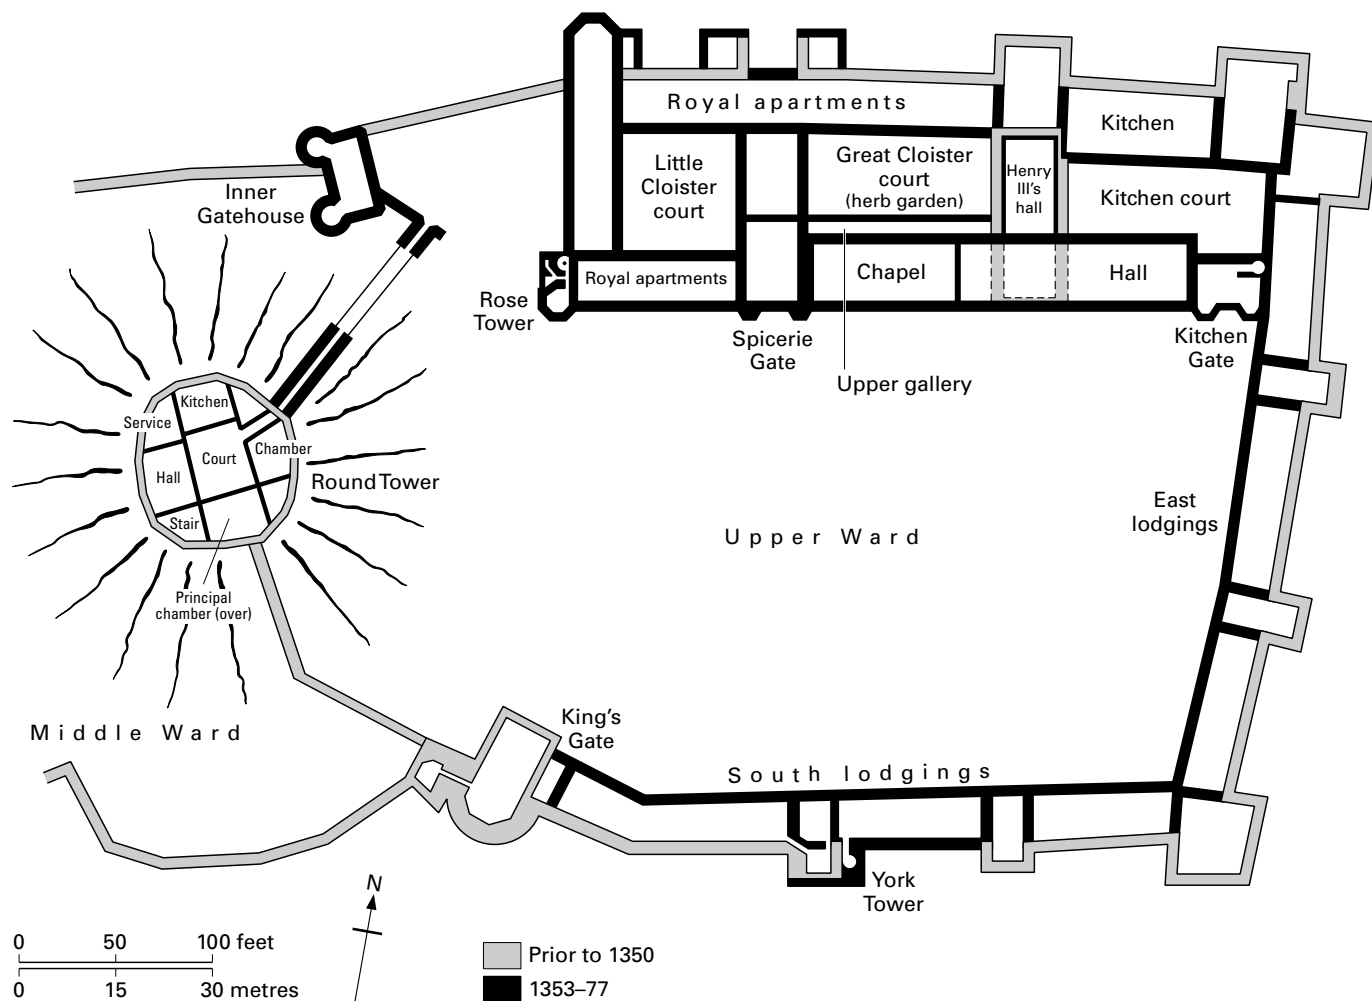 Royal apartments
Kitchen
Inner
Gatehouse
Little
Cloister
court
Great Cloister
court
(herb garden)
Henry
III's
hall
Kitchen court
Rose
Tower
Royal apartments
Chapel
Hall
Spicerie
Gate
Upper gallery
Kitchen
Gate
Kitchen
Service
Court
Chamber
Hall
Stair
Round Tower
Principal
chamber (over)
Upper Ward
East
lodgings
Middle Ward
King's
Gate
South lodgings
York
Tower
N
0 50 100 feet
0 15 30 metres
Prior to 1350
1353–77